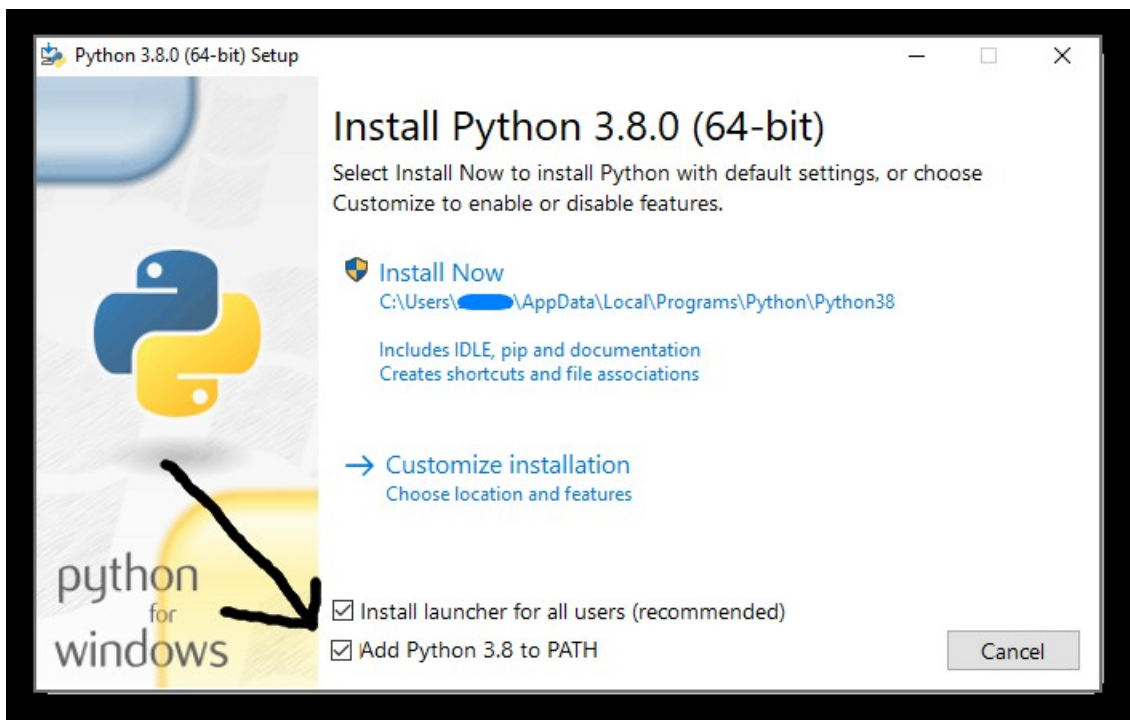 Python 3.8.0 (64-bit) Setup
Install Python 3.8.0 (64-bit)
Select Install Now to install Python with default settings, or choose
Customize to enable or disable features.
Install Now
C:\Users\ \AppData\Local\Programs\Python\Python38
Includes IDLE, pip and documentation
Creates shortcuts and file associations
Customize installation
Choose location and features
python
for
windows
Install launcher for all users (recommended)
Add Python 3.8 to PATH
Cancel